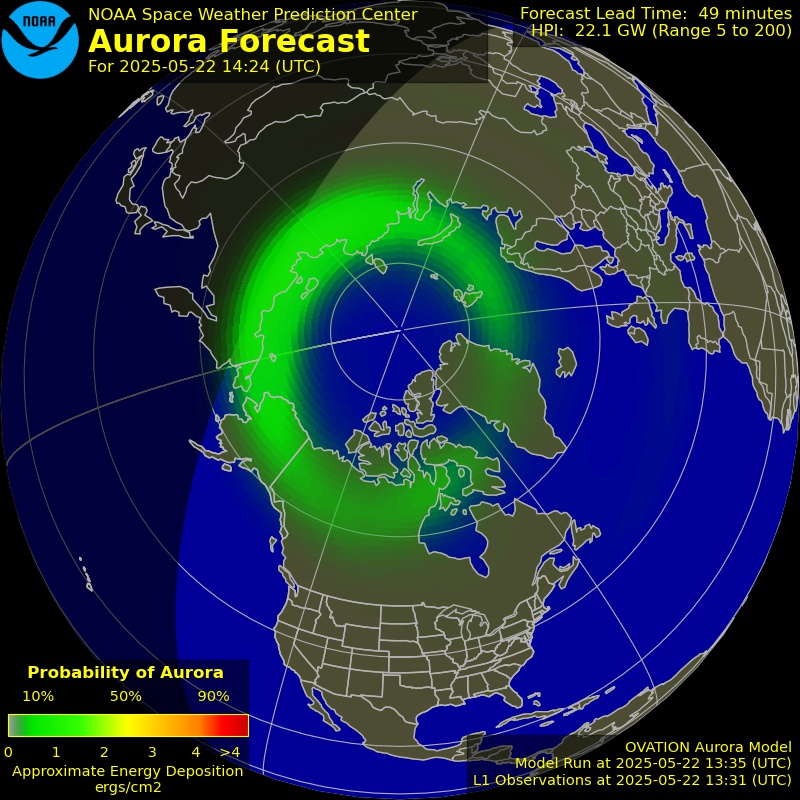 NOAA
NOAA Space Weather Prediction Center
Aurora Forecast
For 2025-05-22 14:24 (UTC)
Forecast Lead Time: 49 minutes
HPI: 22.1 GW (Range 5 to 200)
Probability of Aurora
10% 50% 90%
0 1 2 3 4 >4
Approximate Energy Deposition
ergs/cm2
OVATION Aurora Model
Model Run at 2025-05-22 13:35 (UTC)
L1 Observations at 2025-05-22 13:31 (UTC)